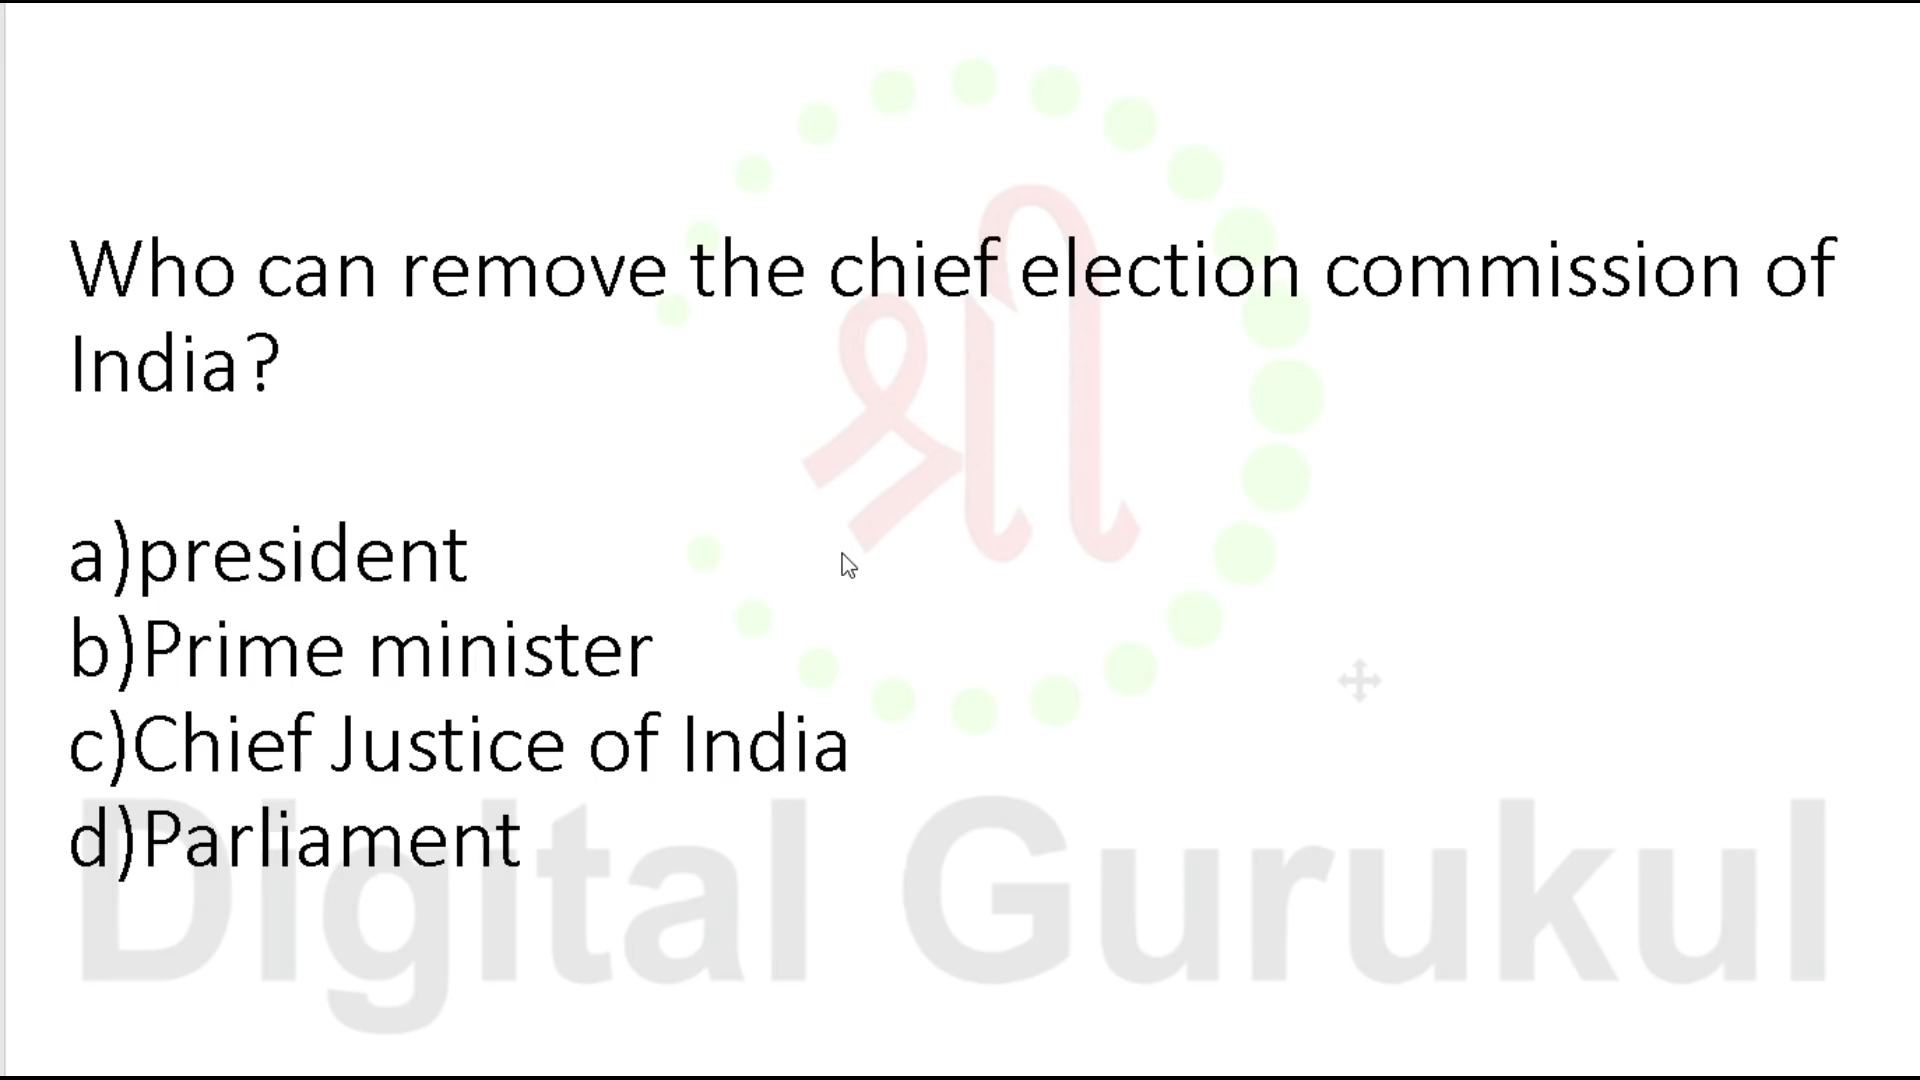 Who can remove the chief election commission of
India?
a)president
b)Prime minister
c)Chief Justice of India
d)Parliament
श्री
Digital Gurukul